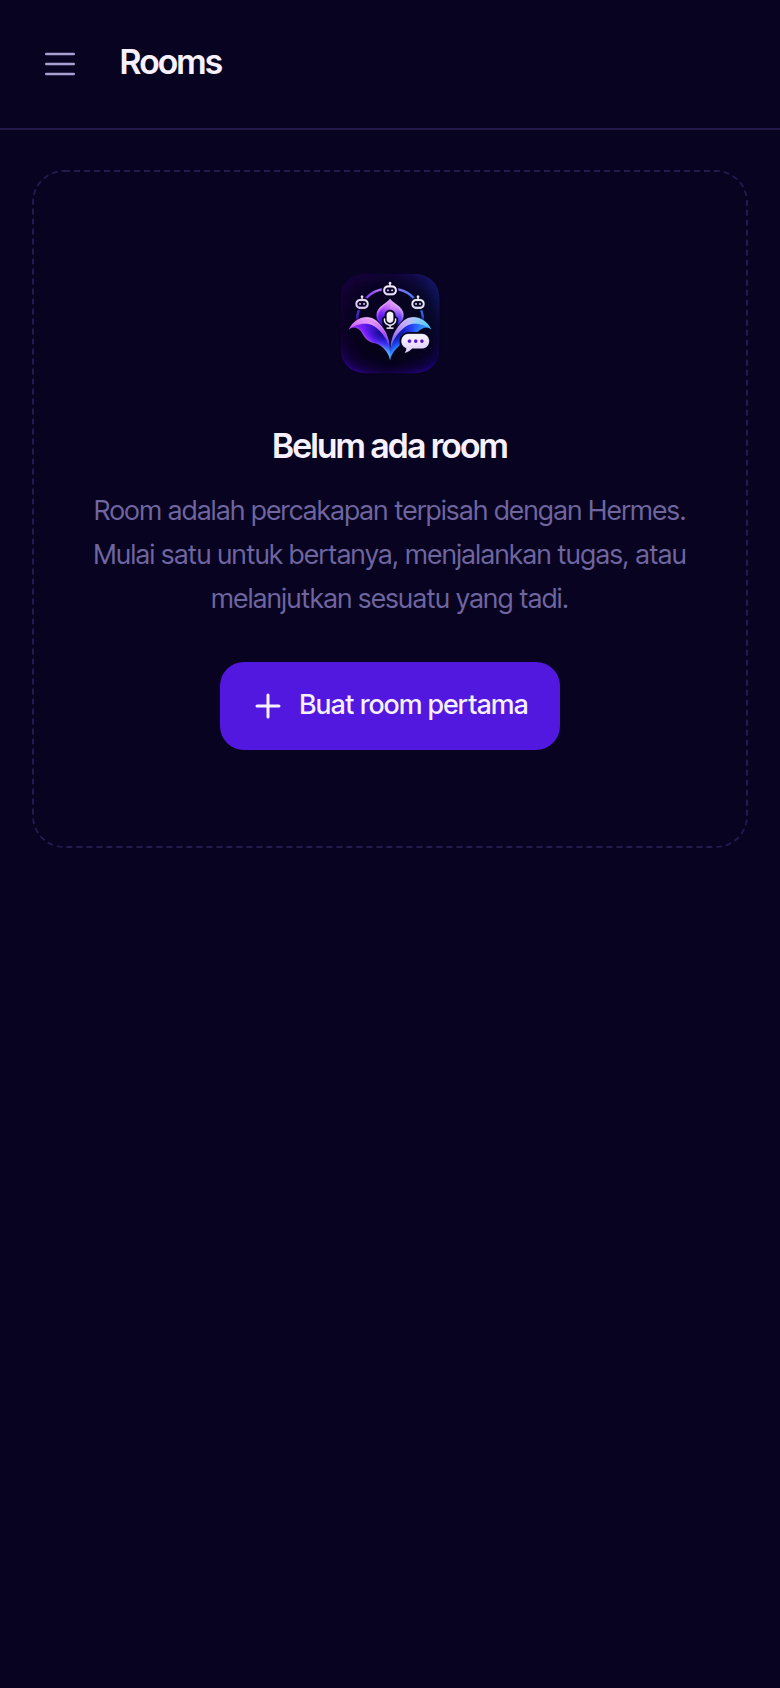 Rooms
Belum ada room
Room adalah percakapan terpisah dengan Hermes.
Mulai satu untuk bertanya, menjalankan tugas, atau
melanjutkan sesuatu yang tadi.
Buat room pertama